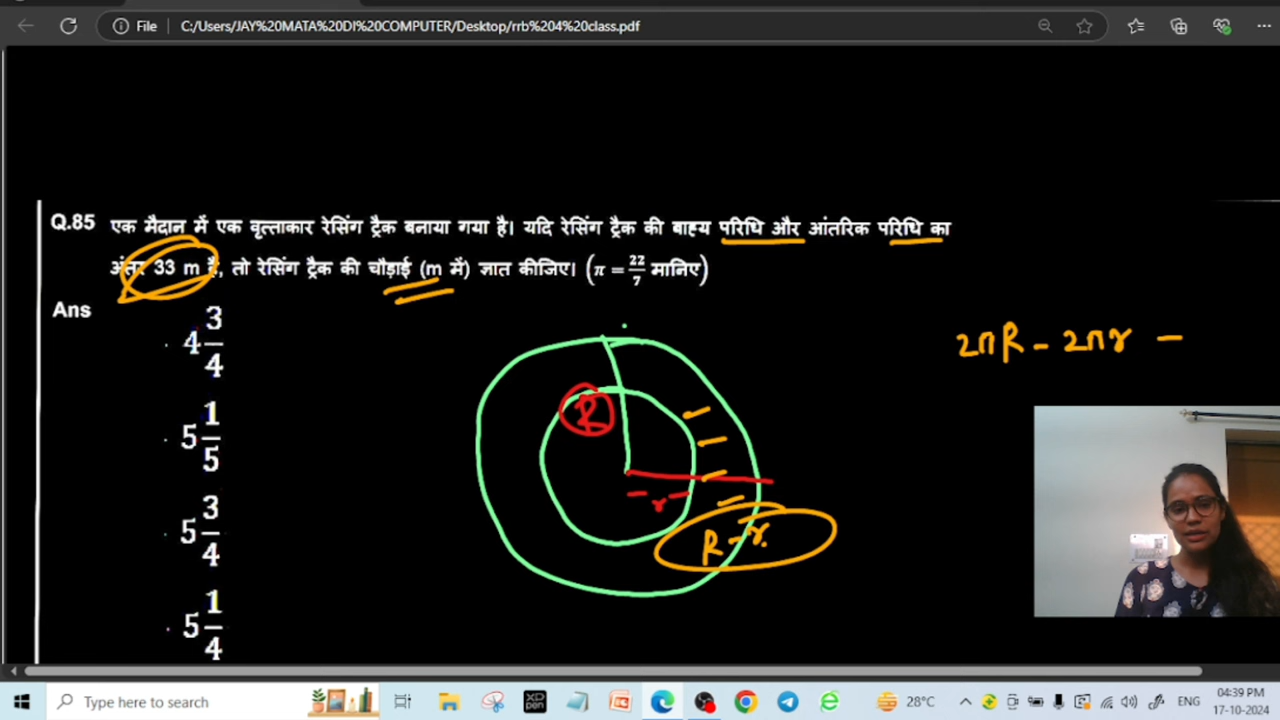 File C:/Users/JAY%20MATA%20DI%20COMPUTER/Desktop/rrb%204%20class.pdf
Q.85 एक मैदान में एक वृत्ताकार रेसिंग ट्रैक बनाया गया है। यदि रेसिंग ट्रैक की बाह्य परिधि और आंतरिक परिधि का
अंतर 33 m है, तो रेसिंग ट्रैक की चौड़ाई (m में) ज्ञात कीजिए। (π = 22/7 मानिए)
Ans
4 3/4
5 1/5
5 3/4
5 1/4
2πR - 2πr -
R
r
R - r
Type here to search
XP PEN
28°C
ENG
04:39 PM
17-10-2024